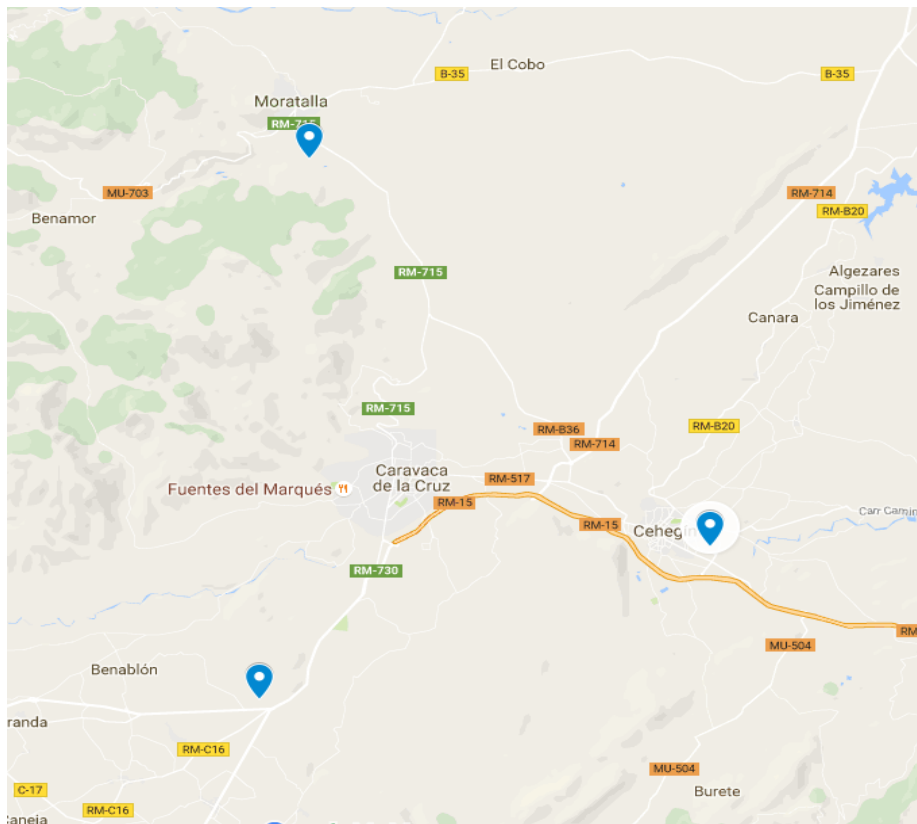 El Cobo
B-35
B-35
Moratalla
RM-715
MU-703
RM-714
RM-B20
Benamor
RM-715
Algezares
Campillo de
los Jiménez
Canara
RM-715
RM-B20
RM-B36
RM-714
Caravaca
de la Cruz
RM-517
Fuentes del Marqués
RM-15
RM-15
Carr Camin
Cehegín
RM-730
RM
MU-504
Benablón
randa
RM-C16
MU-504
C-17
Burete
RM-C16
Caneja